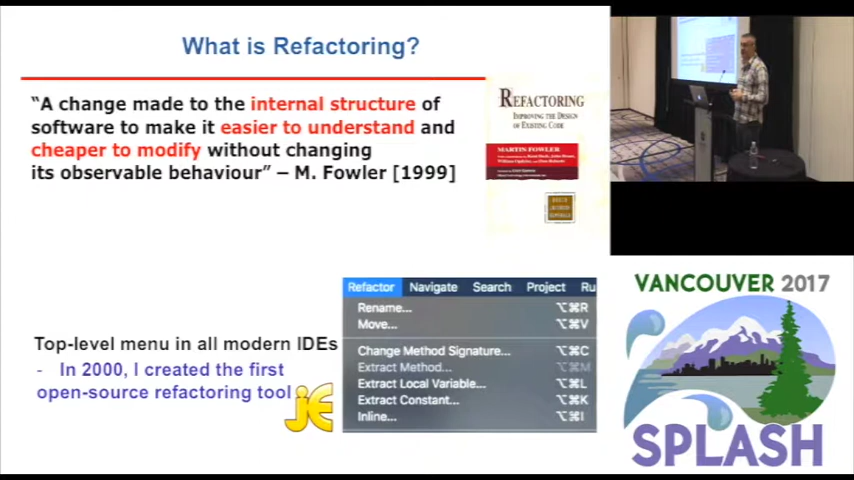 What is Refactoring?
“A change made to the internal structure of
software to make it easier to understand and
cheaper to modify without changing
its observable behaviour” – M. Fowler [1999]
REFACTORING
IMPROVING THE DESIGN
OF EXISTING CODE
MARTIN FOWLER
Top-level menu in all modern IDEs
- In 2000, I created the first
open-source refactoring tool
jE
Refactor Navigate Search Project Ru
Rename... ⌥⌘R
Move... ⌥⌘V
Change Method Signature... ⌥⌘C
Extract Method... ⌥⌘M
Extract Local Variable... ⌥⌘L
Extract Constant... ⌥⌘K
Inline... ⌥⌘I
VANCOUVER 2017
SPLASH